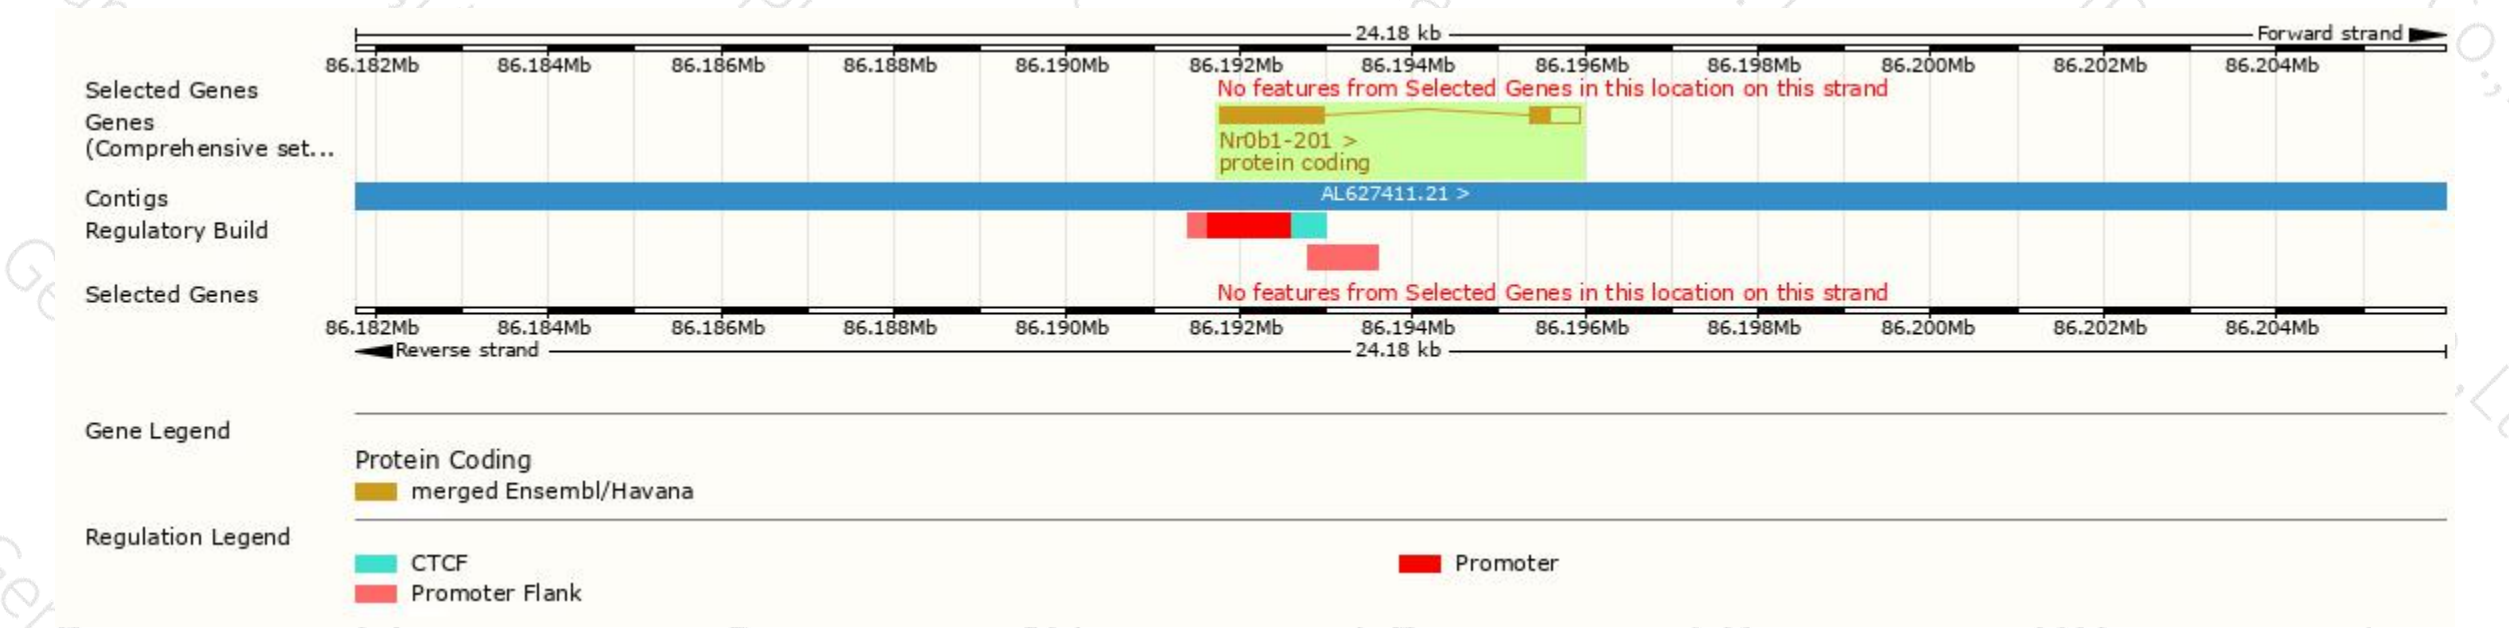 24.18 kb Forward strand
86.182Mb 86.184Mb 86.186Mb 86.188Mb 86.190Mb 86.192Mb 86.194Mb 86.196Mb 86.198Mb 86.200Mb 86.202Mb 86.204Mb
Selected Genes No features from Selected Genes in this location on this strand
Genes
(Comprehensive set...
Nr0b1-201 >
protein coding
Contigs AL627411.21 >
Regulatory Build
Selected Genes No features from Selected Genes in this location on this strand
86.182Mb 86.184Mb 86.186Mb 86.188Mb 86.190Mb 86.192Mb 86.194Mb 86.196Mb 86.198Mb 86.200Mb 86.202Mb 86.204Mb
Reverse strand 24.18 kb
Gene Legend
Protein Coding
merged Ensembl/Havana
Regulation Legend
CTCF Promoter
Promoter Flank